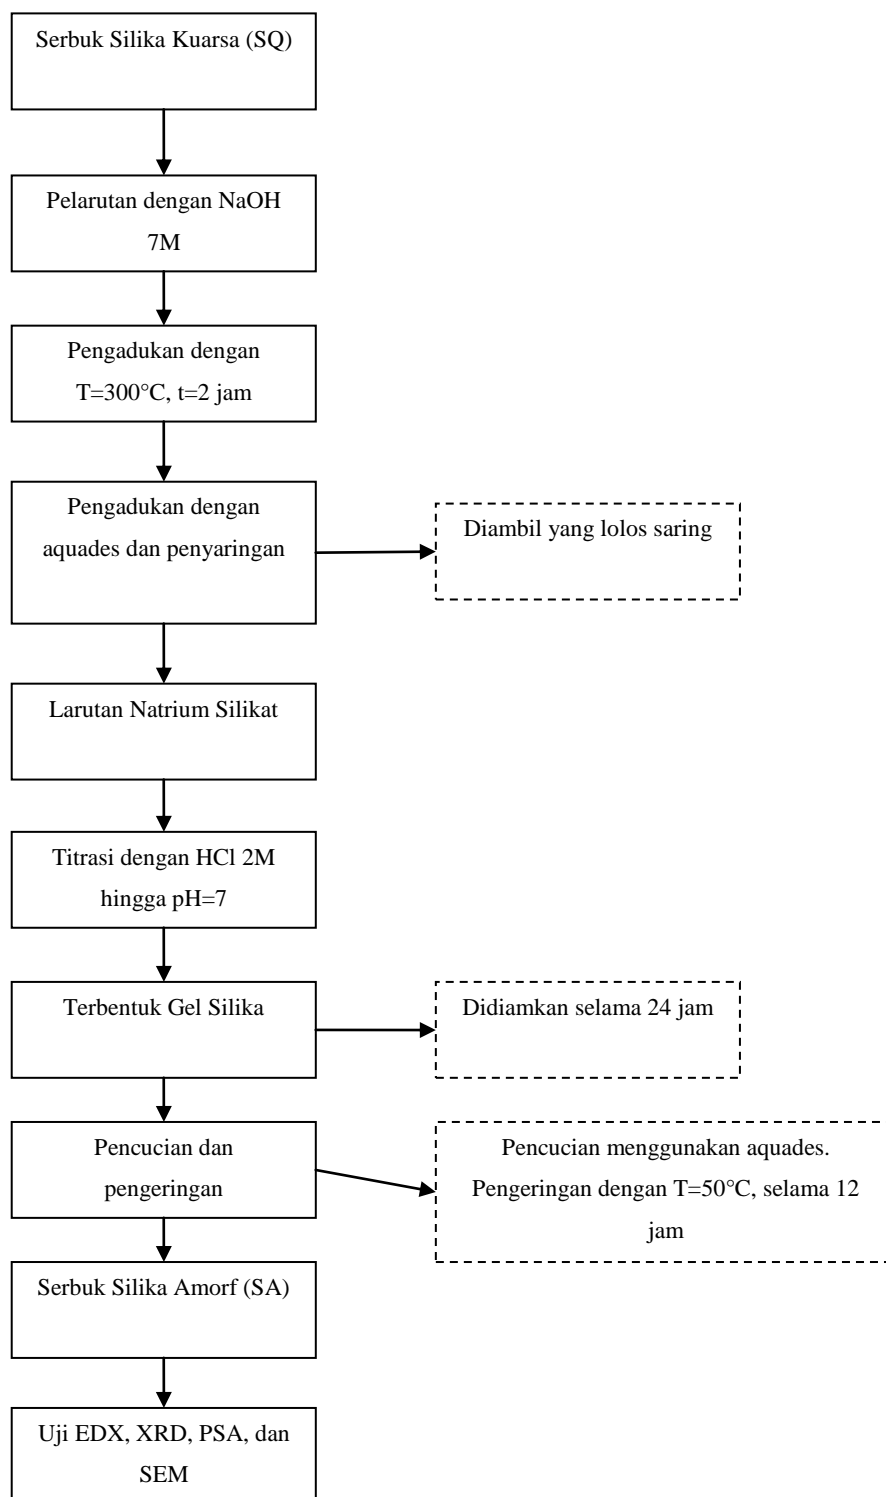 Serbuk Silika Kuarsa (SQ)
Pelarutan dengan NaOH
7M
Pengadukan dengan
T=300°C, t=2 jam
Pengadukan dengan
aquades dan penyaringan
Diambil yang lolos saring
Larutan Natrium Silikat
Titrasi dengan HCl 2M
hingga pH=7
Terbentuk Gel Silika
Didiamkan selama 24 jam
Pencucian dan
pengeringan
Pencucian menggunakan aquades.
Pengeringan dengan T=50°C, selama 12
jam
Serbuk Silika Amorf (SA)
Uji EDX, XRD, PSA, dan
SEM